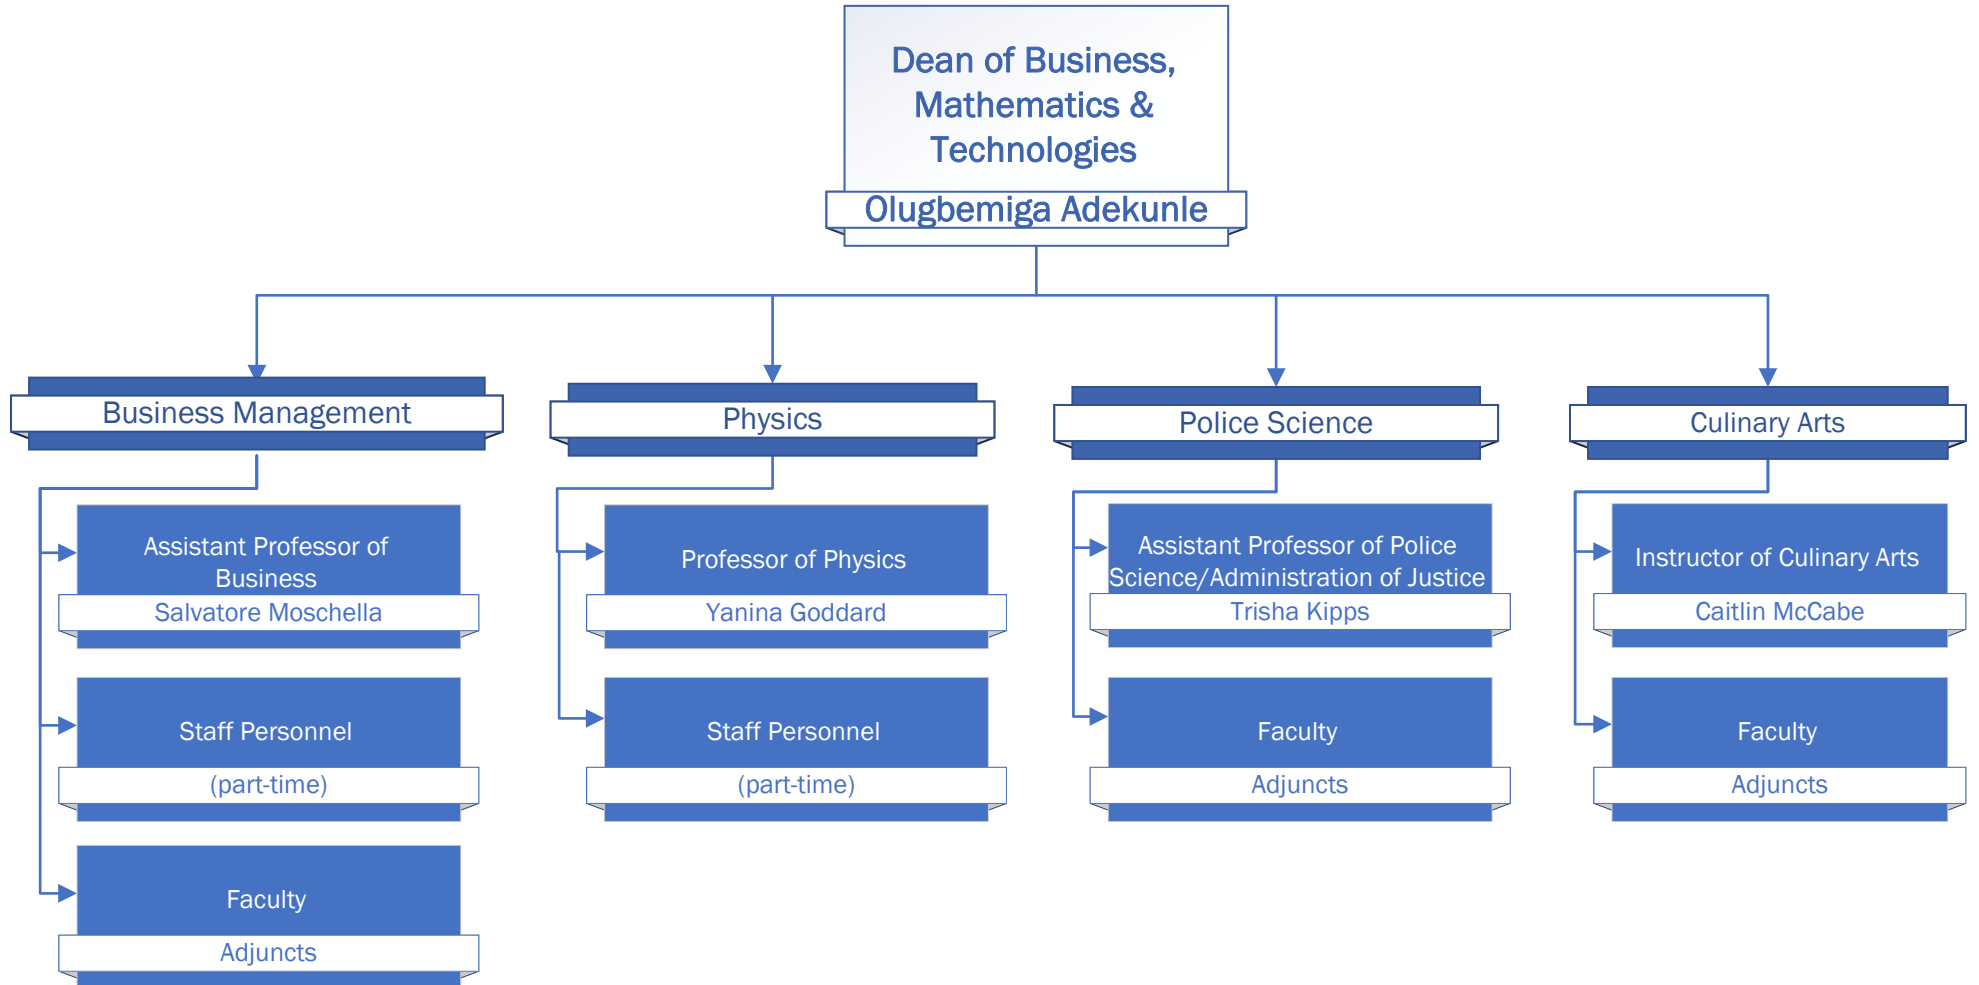 Dean of Business,
Mathematics &
Technologies
Olugbemiga Adekunle
Business Management
Physics
Police Science
Culinary Arts
Assistant Professor of
Business
Salvatore Moschella
Staff Personnel
(part-time)
Faculty
Adjuncts
Professor of Physics
Yanina Goddard
Staff Personnel
(part-time)
Assistant Professor of Police
Science/Administration of Justice
Trisha Kipps
Faculty
Adjuncts
Instructor of Culinary Arts
Caitlin McCabe
Faculty
Adjuncts